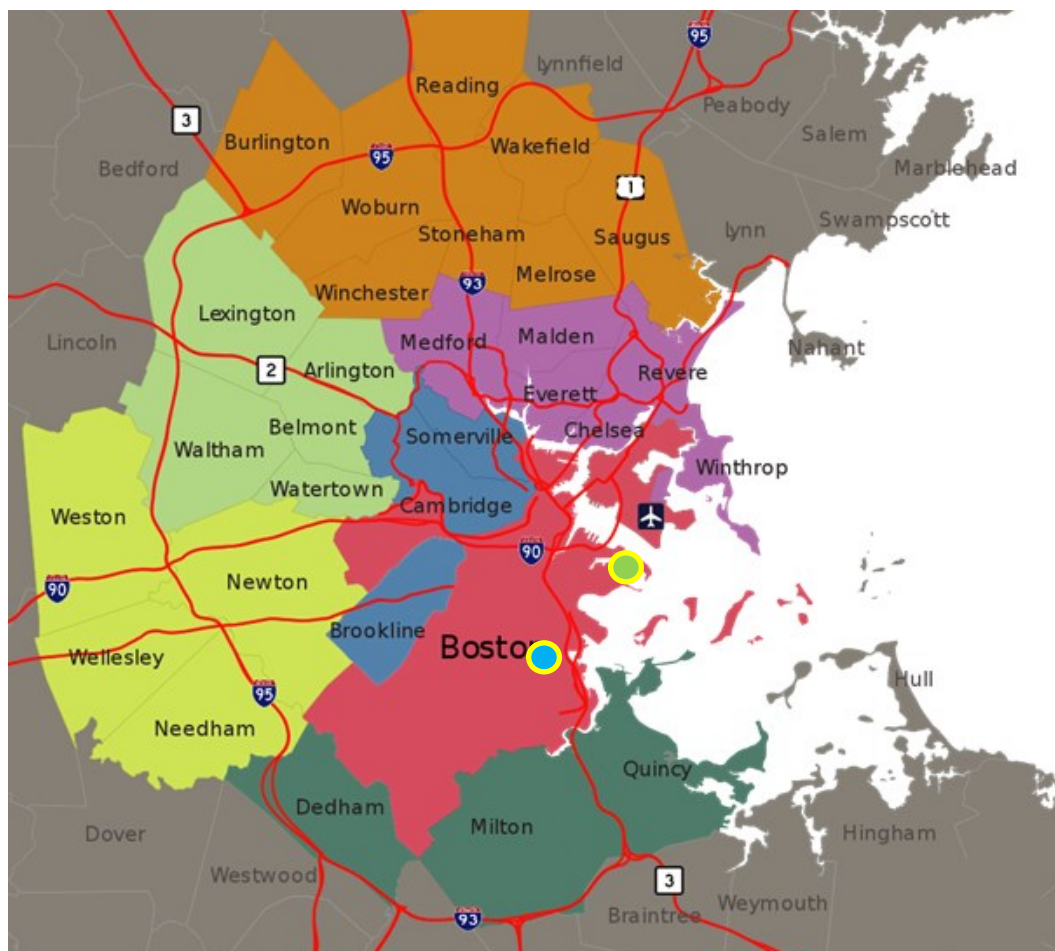 95
Lynnfield
Reading
Peabody
3
Salem
Burlington
Wakefield
95
Bedford
Marblehead
1
Woburn
Swampscott
Stoneham
Saugus
Lynn
Melrose
93
Winchester
Lexington
Lincoln
Medford
Malden
Nahant
2
Arlington
Revere
Everett
Belmont
Chelsea
Somerville
Waltham
Winthrop
Watertown
Cambridge
Weston
90
Newton
90
Brookline
Boston
Wellesley
Hull
95
Needham
Quincy
Dedham
Milton
Dover
Hingham
Westwood
3
Weymouth
Braintree
93